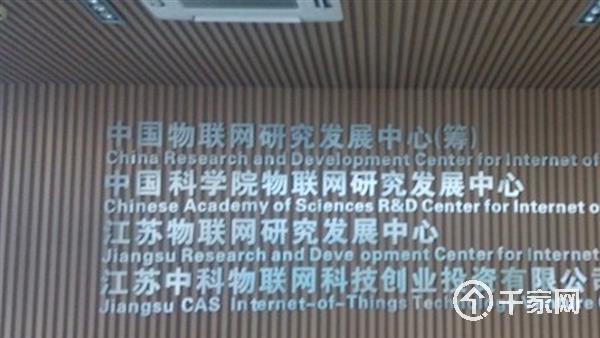 中国物联网研究发展中心(筹)
China Research and Development Center for Internet of
中国科学院物联网研究发展中心
Chinese Academy of Sciences R&D Center for Internet o
江苏物联网研究发展中心
Jiangsu Research and Deve opment Center for Internet
江苏中科物联网科技创业投资有限公司
Jiangsu CAS Internet-of-Things
千家网